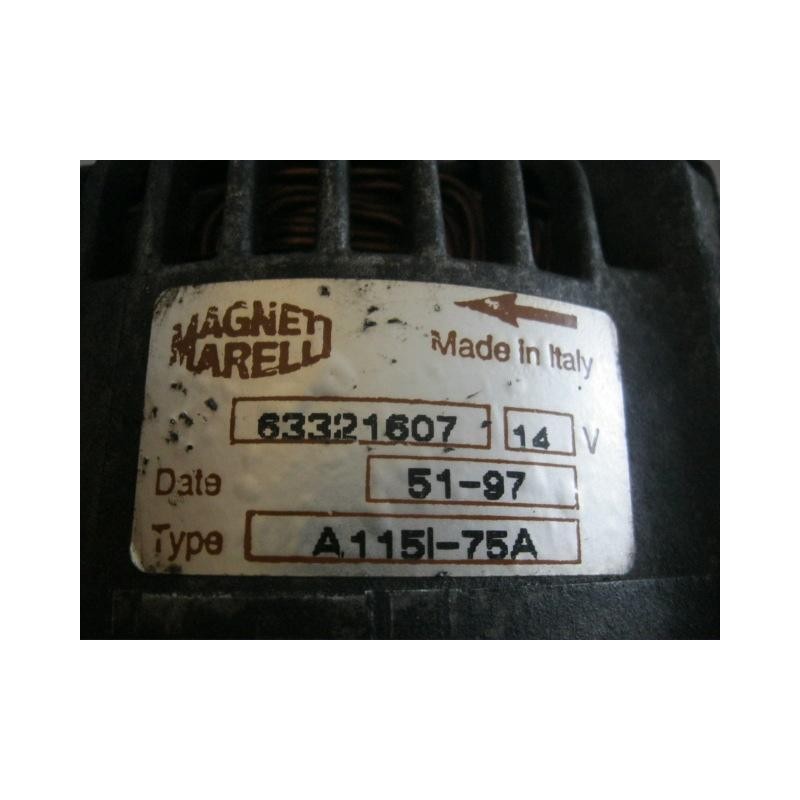 MAGNETI
MARELLI
Made in Italy
63321607 14 V
Date 51-97
Type A115I-75A